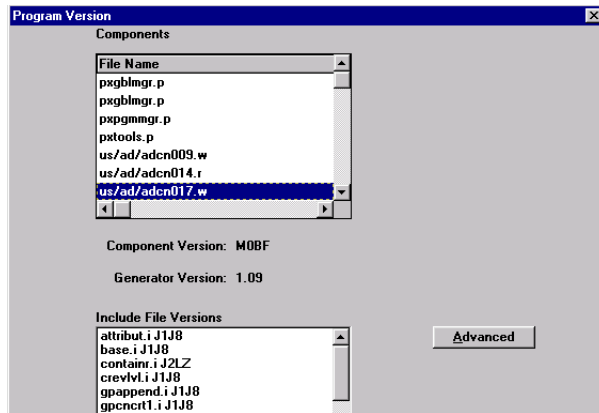 Program Version
Components
File Name
pxgblmgr.p
pxgblmgr.p
pxpgmmgr.p
pxtools.p
us/ad/adcn009.w
us/ad/adcn014.r
us/ad/adcn017.w
Component Version: M0BF
Generator Version: 1.09
Include File Versions
attribut.i J1J8
base.i J1J8
containr.i J2LZ
crevlvl.i J1J8
gpappend.i J1J8
gpcncrt1.i J1J8
Advanced